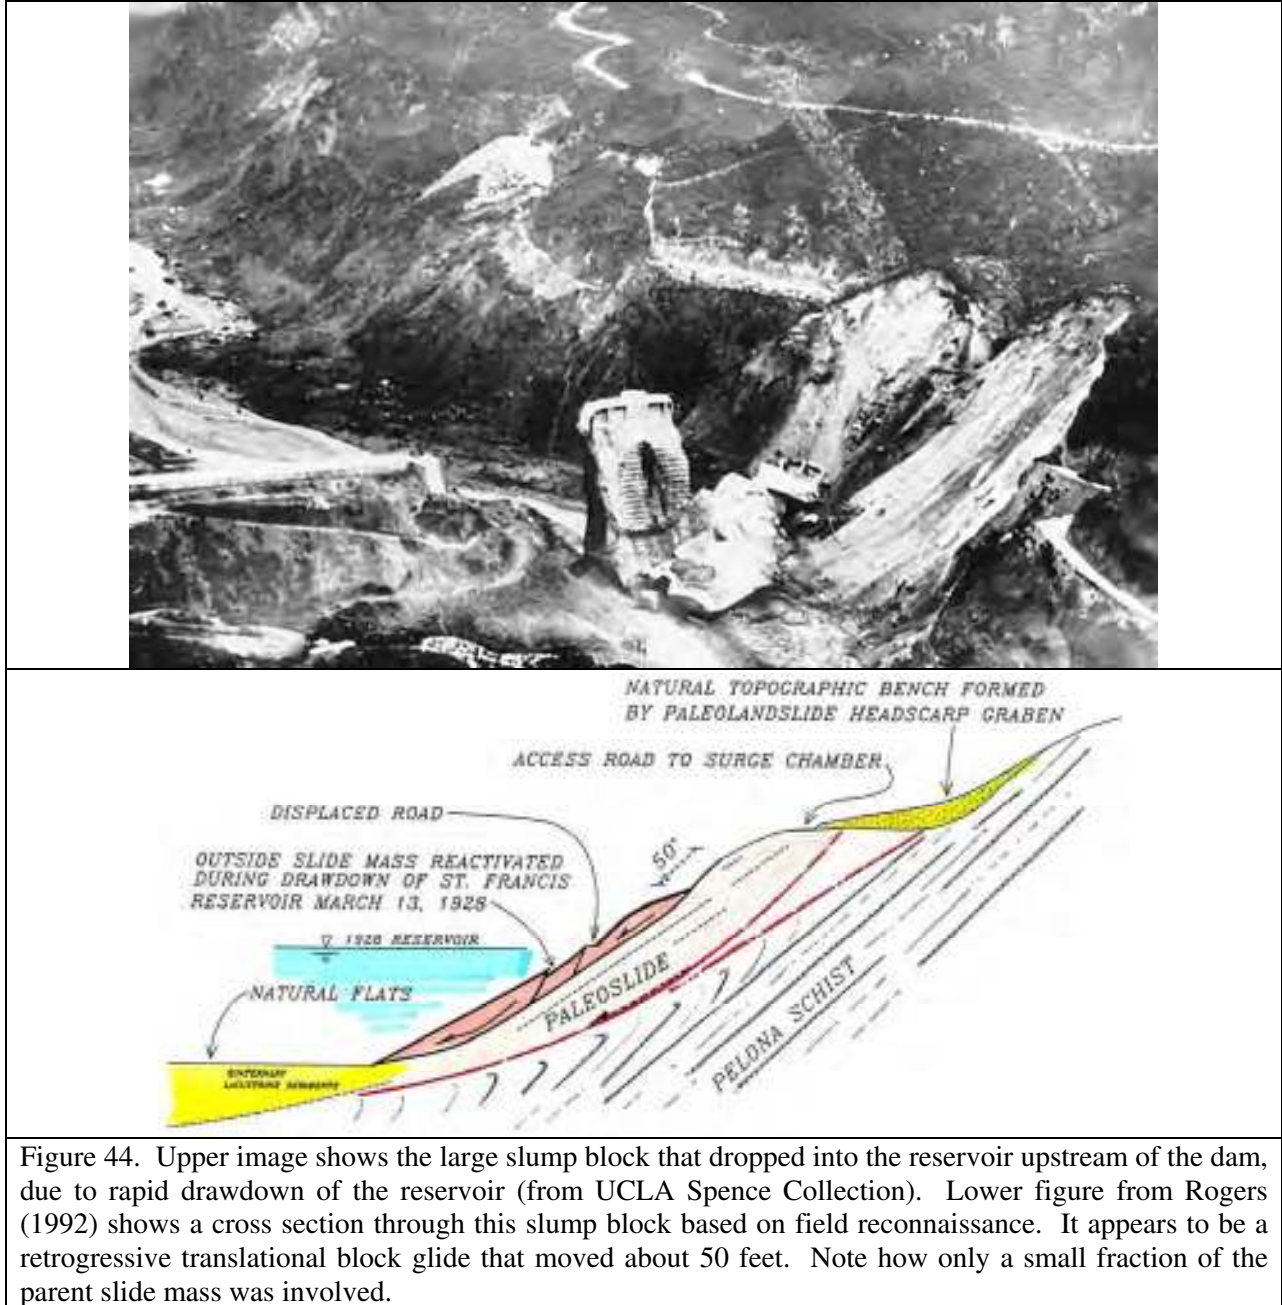 NATURAL TOPOGRAPHIC BENCH FORMED
BY PALEOLANDSLIDE HEADSCARP GRABEN
ACCESS ROAD TO SURGE CHAMBER
DISPLACED ROAD
50'
OUTSIDE SLIDE MASS REACTIVATED
DURING DRAWDOWN OF ST. FRANCIS
RESERVOIR MARCH 13, 1928
1928 RESERVOIR
NATURAL FLATS
PALEOSLIDE
PELONA SCHIST
QUATERNARY
LACUSTRINE SEDIMENTS
Figure 44. Upper image shows the large slump block that dropped into the reservoir upstream of the dam,
due to rapid drawdown of the reservoir (from UCLA Spence Collection). Lower figure from Rogers
(1992) shows a cross section through this slump block based on field reconnaissance. It appears to be a
retrogressive translational block glide that moved about 50 feet. Note how only a small fraction of the
parent slide mass was involved.